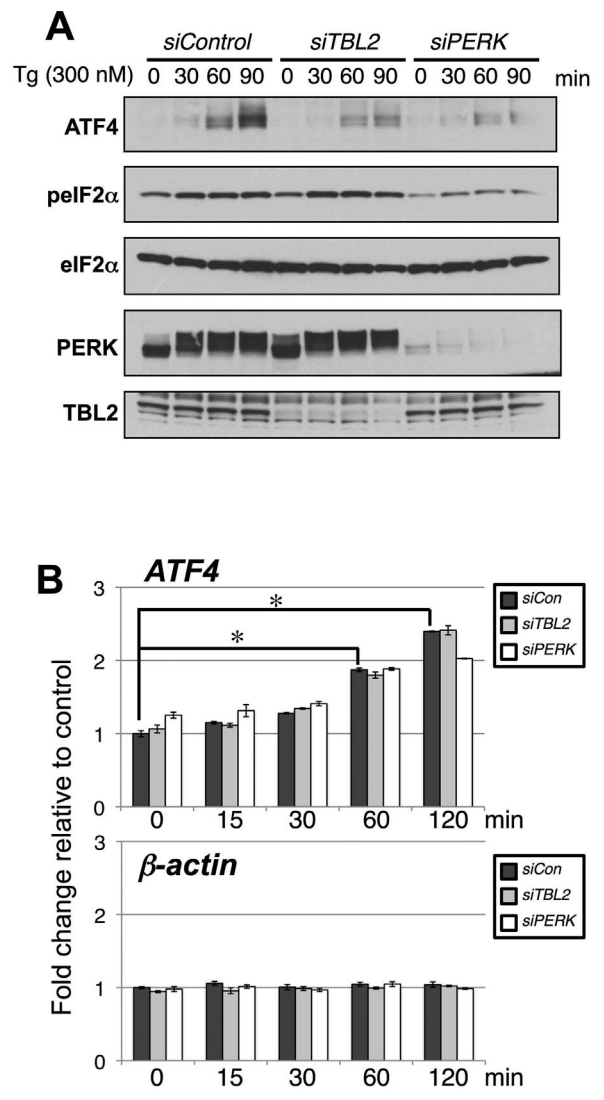 A
siControl siTBL2 siPERK
Tg (300 nM) 0 30 60 90 0 30 60 90 0 30 60 90 min
ATF4
peIF2α
eIF2α
PERK
TBL2
B
ATF4
Fold change relative to control
3
2
1
0
*
*
siCon
siTBL2
siPERK
0 15 30 60 120 min
β-actin
3
2
1
0
siCon
siTBL2
siPERK
0 15 30 60 120 min